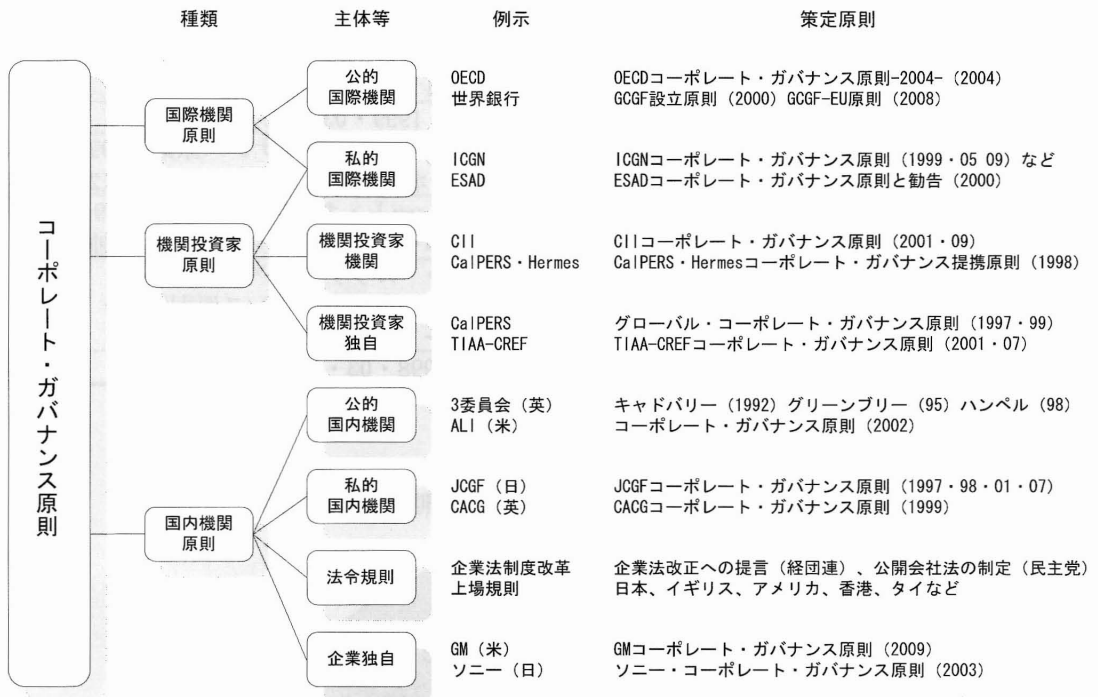 種類 主体等 例示 策定原則
コーポレート・ガバナンス原則
国際機関
原則
公的
国際機関
OECD OECDコーポレート・ガバナンス原則-2004-（2004）
世界銀行 GCGF設立原則（2000）GCGF-EU原則（2008）
私的
国際機関
ICGN ICGNコーポレート・ガバナンス原則（1999・05 09）など
ESAD ESADコーポレート・ガバナンス原則と勧告（2000）
機関投資家
原則
機関投資家
機関
CII CIIコーポレート・ガバナンス原則（2001・09）
CalPERS・Hermes CalPERS・Hermesコーポレート・ガバナンス提携原則（1998）
機関投資家
独自
CalPERS グローバル・コーポレート・ガバナンス原則（1997・99）
TIAA-CREF TIAA-CREFコーポレート・ガバナンス原則（2001・07）
国内機関
原則
公的
国内機関
3委員会（英） キャドバリー（1992）グリーンブリー（95）ハンペル（98）
ALI（米） コーポレート・ガバナンス原則（2002）
私的
国内機関
JCGF（日） JCGFコーポレート・ガバナンス原則（1997・98・01・07）
CACG（英） CACGコーポレート・ガバナンス原則（1999）
法令規則
企業法制度改革 企業法改正への提言（経団連）、公開会社法の制定（民主党）
上場規則 日本、イギリス、アメリカ、香港、タイなど
企業独自
GM（米） GMコーポレート・ガバナンス原則（2009）
ソニー（日） ソニー・コーポレート・ガバナンス原則（2003）